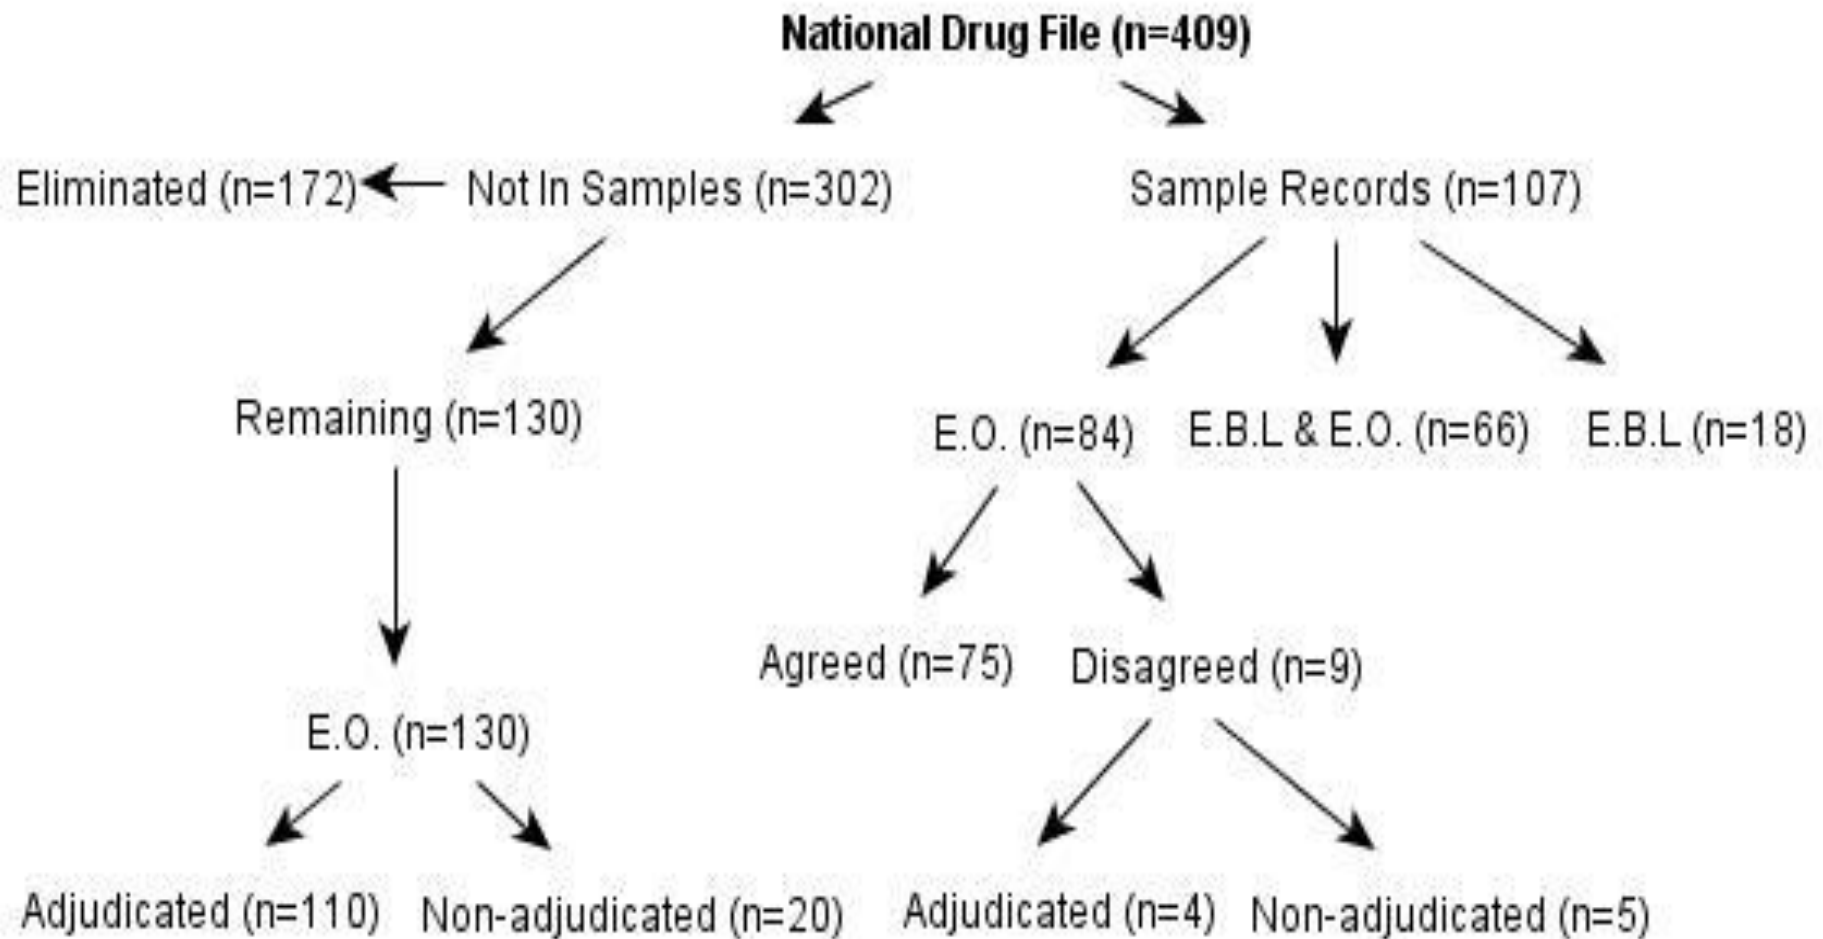 National Drug File (n=409)
Eliminated (n=172)
Not In Samples (n=302)
Sample Records (n=107)
Remaining (n=130)
E.O. (n=84)
E.B.L & E.O. (n=66)
E.B.L (n=18)
Agreed (n=75)
Disagreed (n=9)
E.O. (n=130)
Adjudicated (n=110)
Non-adjudicated (n=20)
Adjudicated (n=4)
Non-adjudicated (n=5)